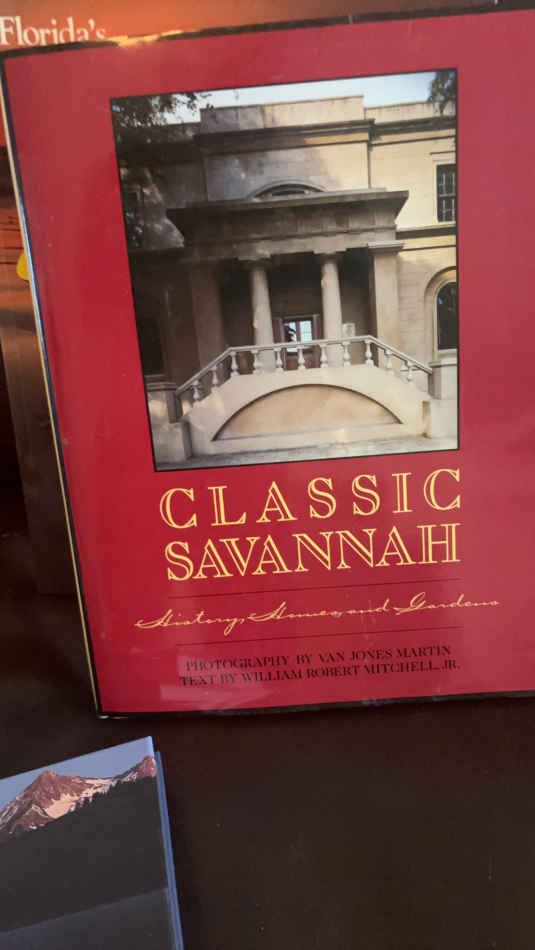 Florida's
CLASSIC
SAVANNAH
History, Homes, and Gardens
PHOTOGRAPHY BY VAN JONES MARTIN
TEXT BY WILLIAM ROBERT MITCHELL, JR.